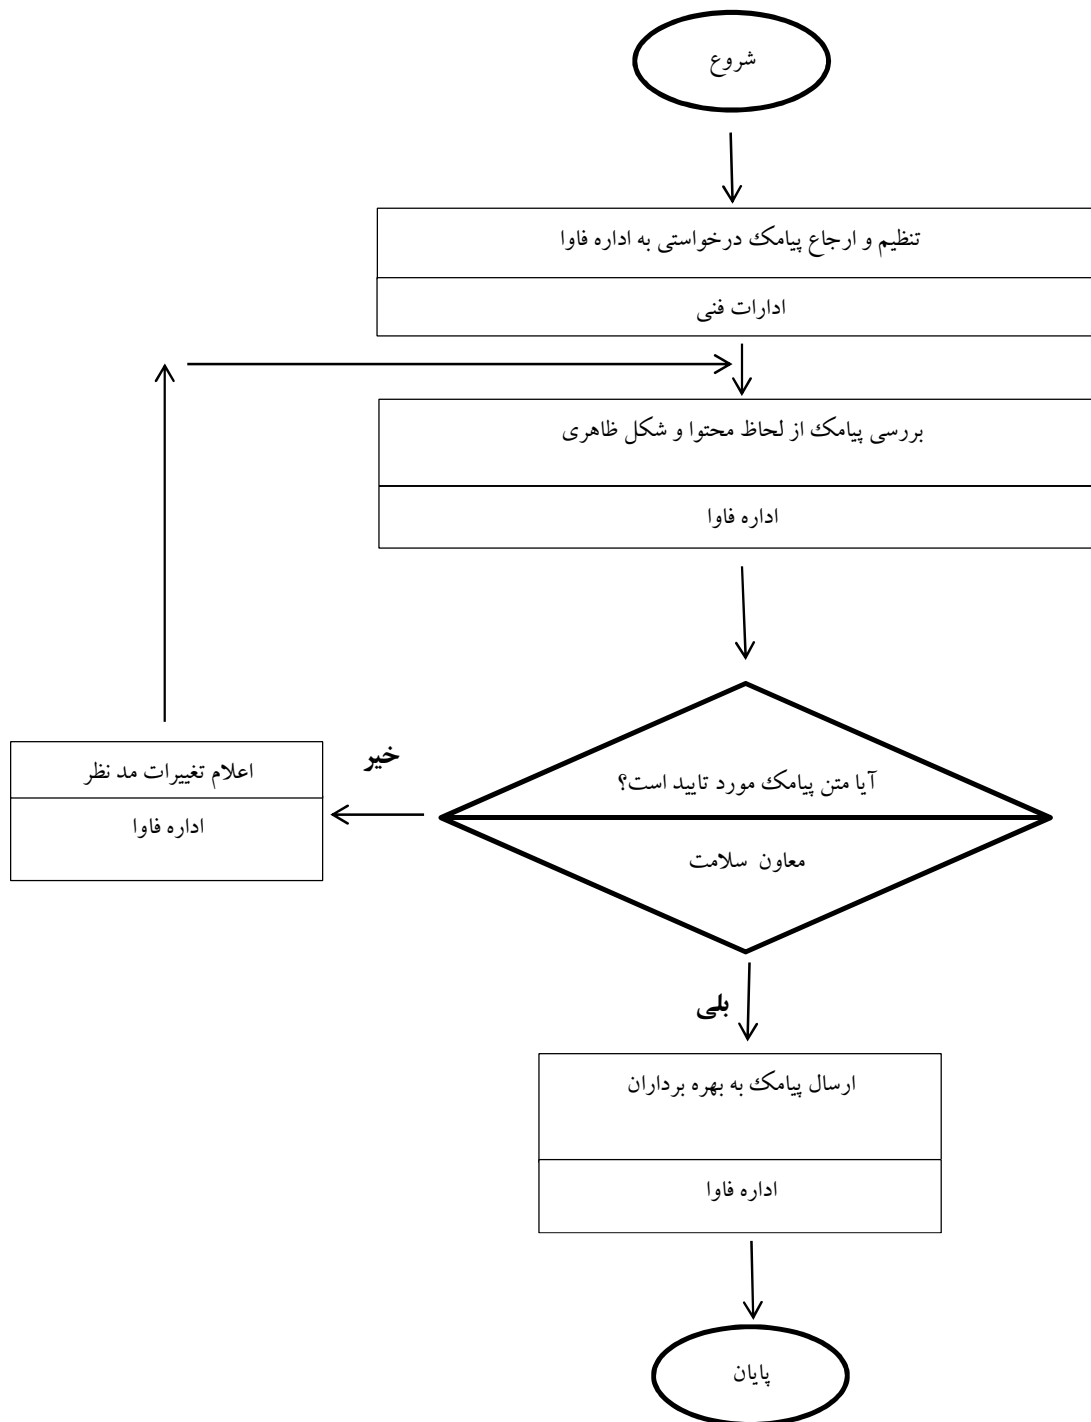 شروع
تنظیم و ارجاع پیامک درخواستی به اداره فاوا
ادارات فنی
بررسی پیامک از لحاظ محتوا و شکل ظاهری
اداره فاوا
آیا متن پیامک مورد تایید است؟
معاون سلامت
خیر
اعلام تغییرات مد نظر
اداره فاوا
بلی
ارسال پیامک به بهره برداران
اداره فاوا
پایان